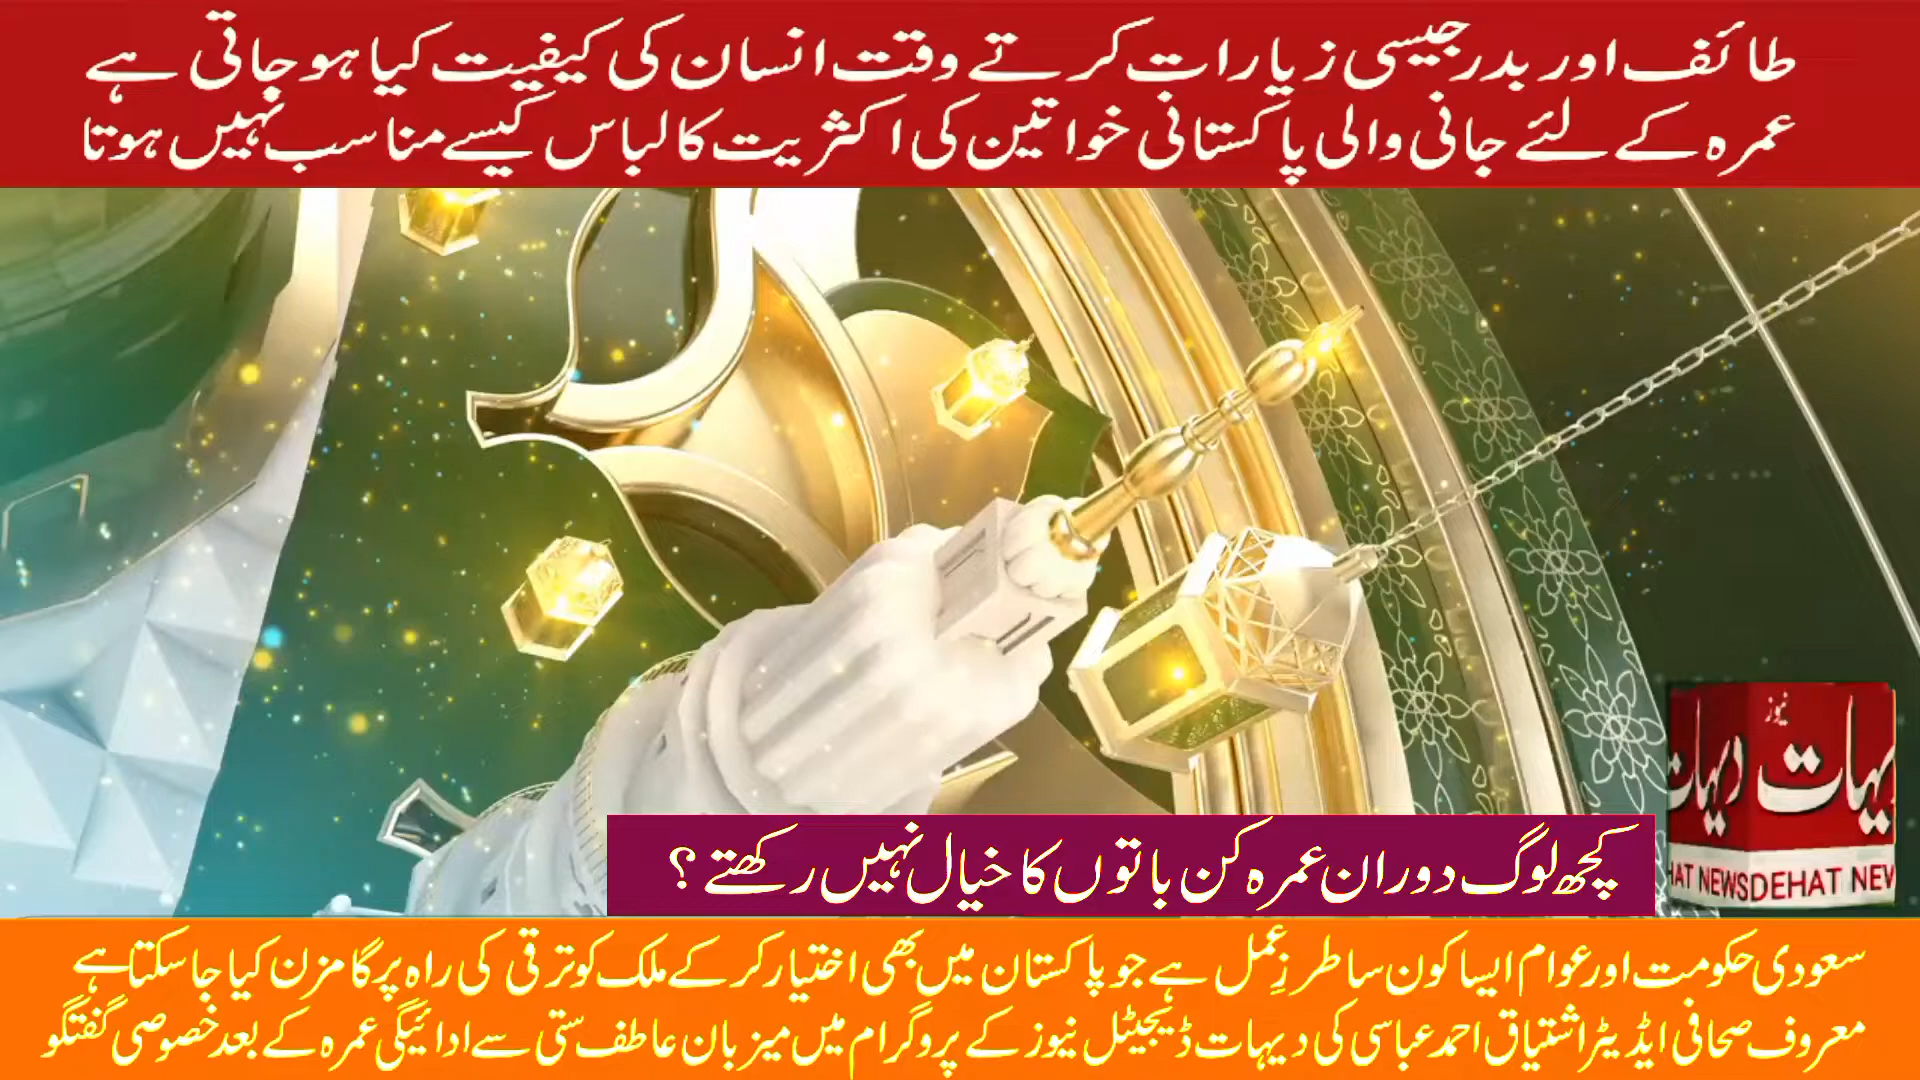 طائف اور بدر جیسی زیارات کرتے وقت انسان کی کیفیت کیا ہو جاتی ہے
عمرہ کے لئے جانی والی پاکستانی خواتین کی اکثریت کا لباس کیسے مناسب نہیں ہوتا
نیوز
یہات دیہات
HAT NEWS DEHAT NEV
کچھ لوگ دوران عمرہ کن باتوں کا خیال نہیں رکھتے ؟
سعودی حکومت اور عوام ایسا کون سا طرزِ عمل ہے جو پاکستان میں بھی اختیار کر کے ملک کو ترقی کی راہ پر گامزن کیا جا سکتا ہے
معروف صحافی ایڈیٹر اشتیاق احمد عباسی کی دیہات ڈیجیٹل نیوز کے پروگرام میں میزبان عاطف ستی سے ادائیگی عمرہ کے بعد خصوصی گفتگو